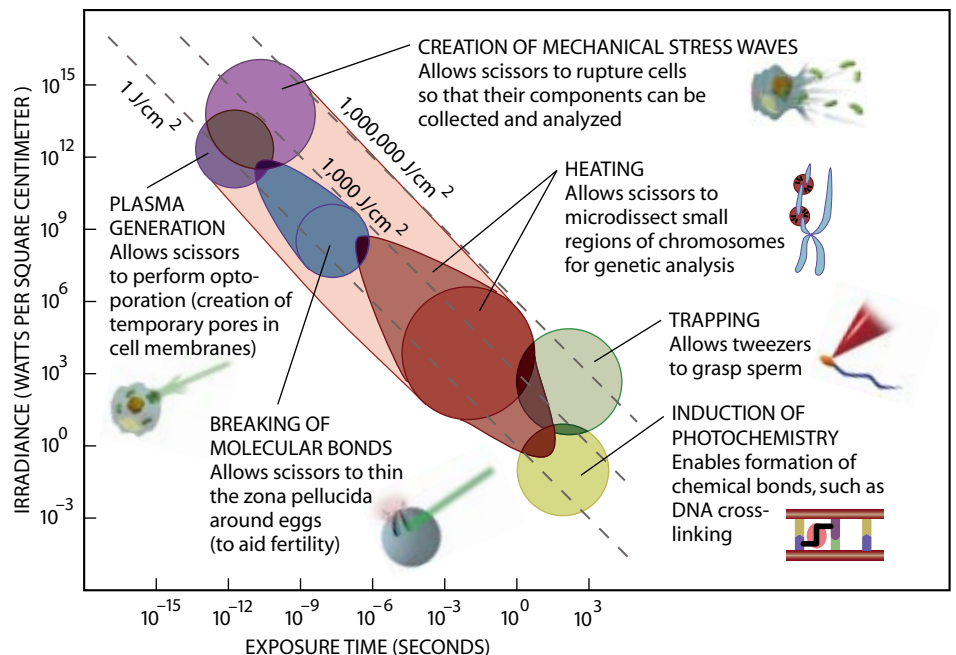 CREATION OF MECHANICAL STRESS WAVES
Allows scissors to rupture cells
so that their components can be
collected and analyzed
1 J/cm 2
1,000 J/cm 2
1,000,000 J/cm 2
HEATING
Allows scissors to
microdissect small
regions of chromosomes
for genetic analysis
PLASMA
GENERATION
Allows scissors
to perform opto-
poration (creation of
temporary pores in
cell membranes)
TRAPPING
Allows tweezers
to grasp sperm
BREAKING OF
MOLECULAR BONDS
Allows scissors to thin
the zona pellucida
around eggs
(to aid fertility)
INDUCTION OF
PHOTOCHEMISTRY
Enables formation of
chemical bonds, such as
DNA cross-
linking
IRRADIANCE (WATTS PER SQUARE CENTIMETER)
10^15
10^12
10^9
10^6
10^3
10^0
10^-3
10^-15 10^-12 10^-9 10^-6 10^-3 10^0 10^3
EXPOSURE TIME (SECONDS)